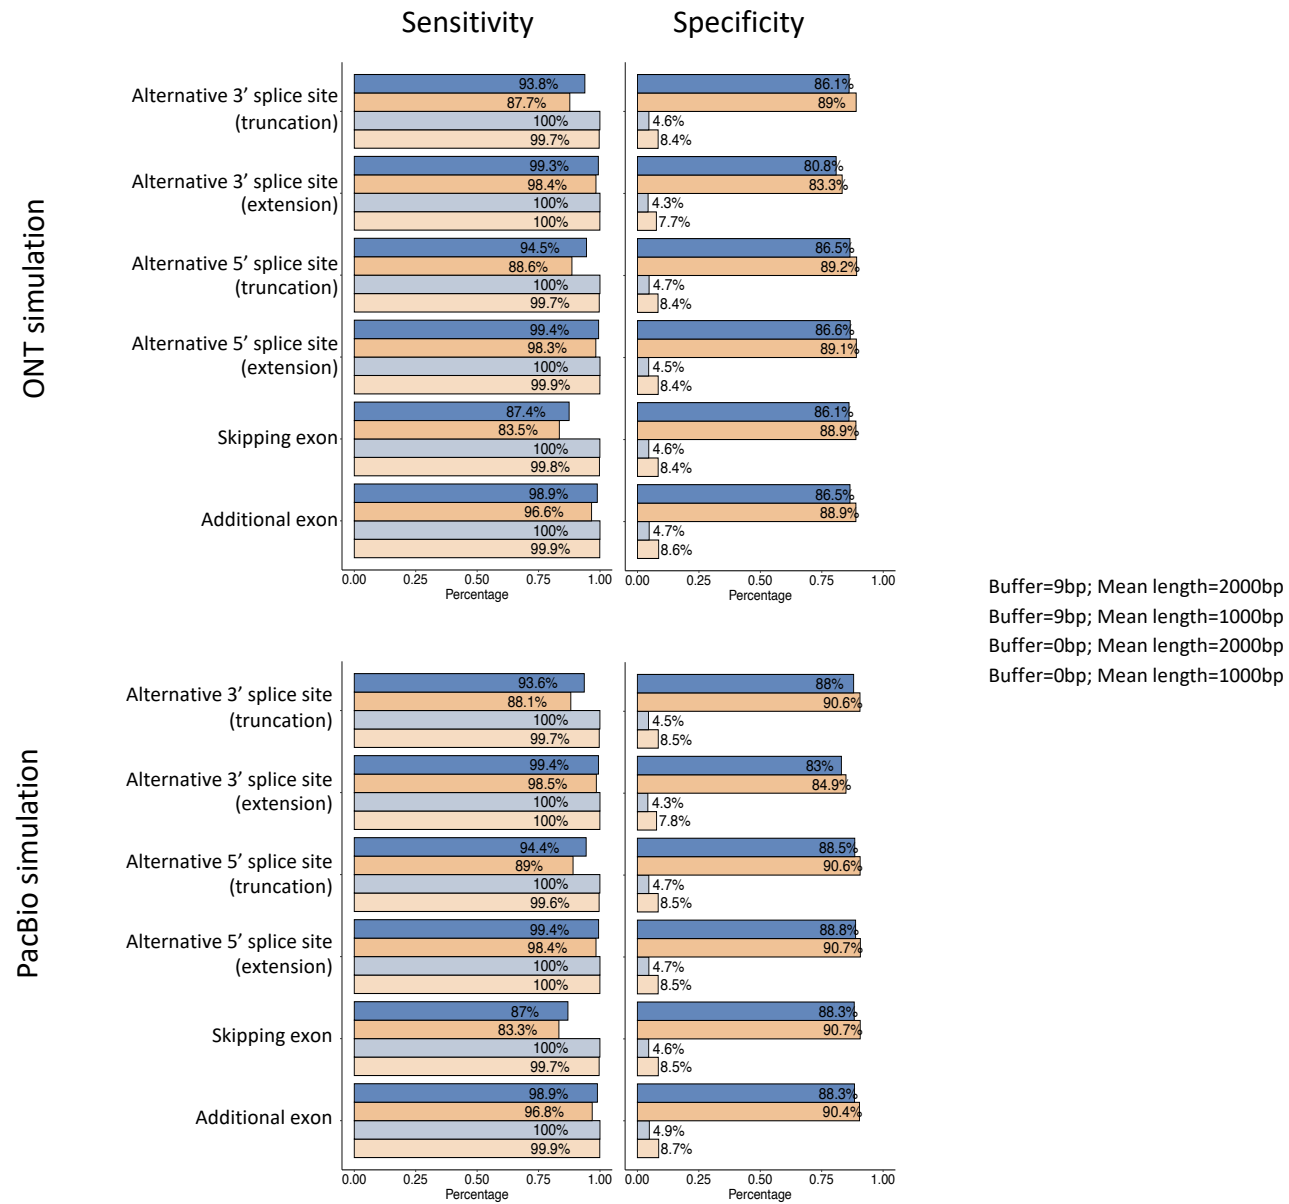 Sensitivity
Specificity
ONT simulation
Alternative 3’ splice site
(truncation)
93.8%
87.7%
100%
99.7%
86.1%
89%
4.6%
8.4%
Alternative 3’ splice site
(extension)
99.3%
98.4%
100%
100%
80.8%
83.3%
4.3%
7.7%
Alternative 5’ splice site
(truncation)
94.5%
88.6%
100%
99.7%
86.5%
89.2%
4.7%
8.4%
Alternative 5’ splice site
(extension)
99.4%
98.3%
100%
99.9%
86.6%
89.1%
4.5%
8.4%
Skipping exon
87.4%
83.5%
100%
99.8%
86.1%
88.9%
4.6%
8.4%
Additional exon
98.9%
96.6%
100%
99.9%
86.5%
88.9%
4.7%
8.6%
0.00 0.25 0.50 0.75 1.00
Percentage
0.00 0.25 0.50 0.75 1.00
Percentage
Buffer=9bp; Mean length=2000bp
Buffer=9bp; Mean length=1000bp
Buffer=0bp; Mean length=2000bp
Buffer=0bp; Mean length=1000bp
PacBio simulation
Alternative 3’ splice site
(truncation)
93.6%
88.1%
100%
99.7%
88%
90.6%
4.5%
8.5%
Alternative 3’ splice site
(extension)
99.4%
98.5%
100%
100%
83%
84.9%
4.3%
7.8%
Alternative 5’ splice site
(truncation)
94.4%
89%
100%
99.6%
88.5%
90.6%
4.7%
8.5%
Alternative 5’ splice site
(extension)
99.4%
98.4%
100%
100%
88.8%
90.7%
4.7%
8.5%
Skipping exon
87%
83.3%
100%
99.7%
88.3%
90.7%
4.6%
8.5%
Additional exon
98.9%
96.8%
100%
99.9%
88.3%
90.4%
4.9%
8.7%
0.00 0.25 0.50 0.75 1.00
Percentage
0.00 0.25 0.50 0.75 1.00
Percentage